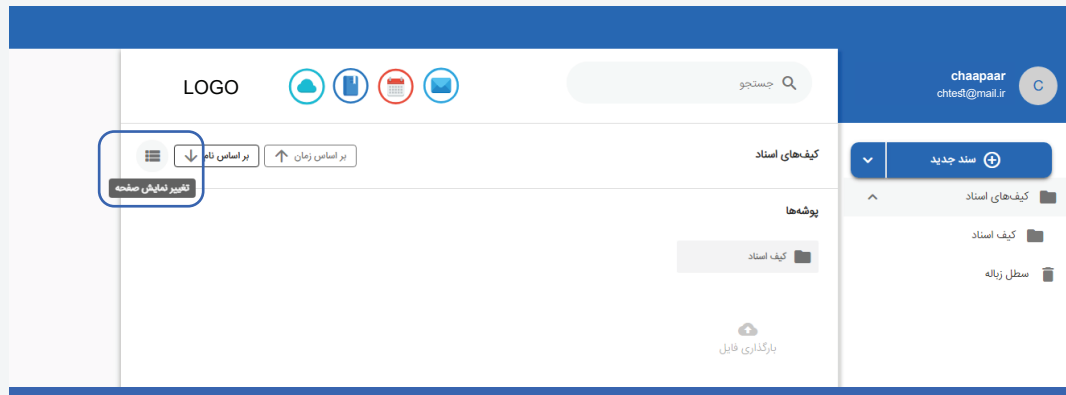 chaapaar
chtest@mail.ir
C
جستجو
LOGO
سند جدید
کیف‌های اسناد
کیف اسناد
سطل زباله
کیف‌های اسناد
بر اساس زمان
بر اساس نام
تغییر نمایش صفحه
پوشه‌ها
کیف اسناد
بارگذاری فایل